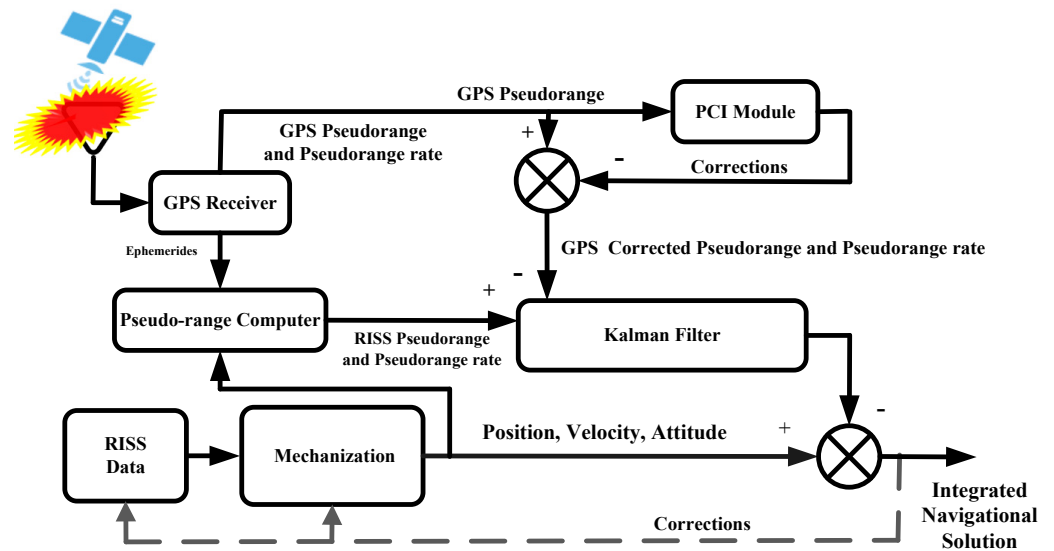 GPS Pseudorange
PCI Module
+
GPS Pseudorange
and Pseudorange rate
-
Corrections
GPS Receiver
Ephemerides
GPS Corrected Pseudorange and Pseudorange rate
-
+
Pseudo-range Computer
Kalman Filter
RISS Pseudorange
and Pseudorange rate
-
RISS
Data
Mechanization
Position, Velocity, Attitude
+
Integrated
Navigational
Solution
Corrections